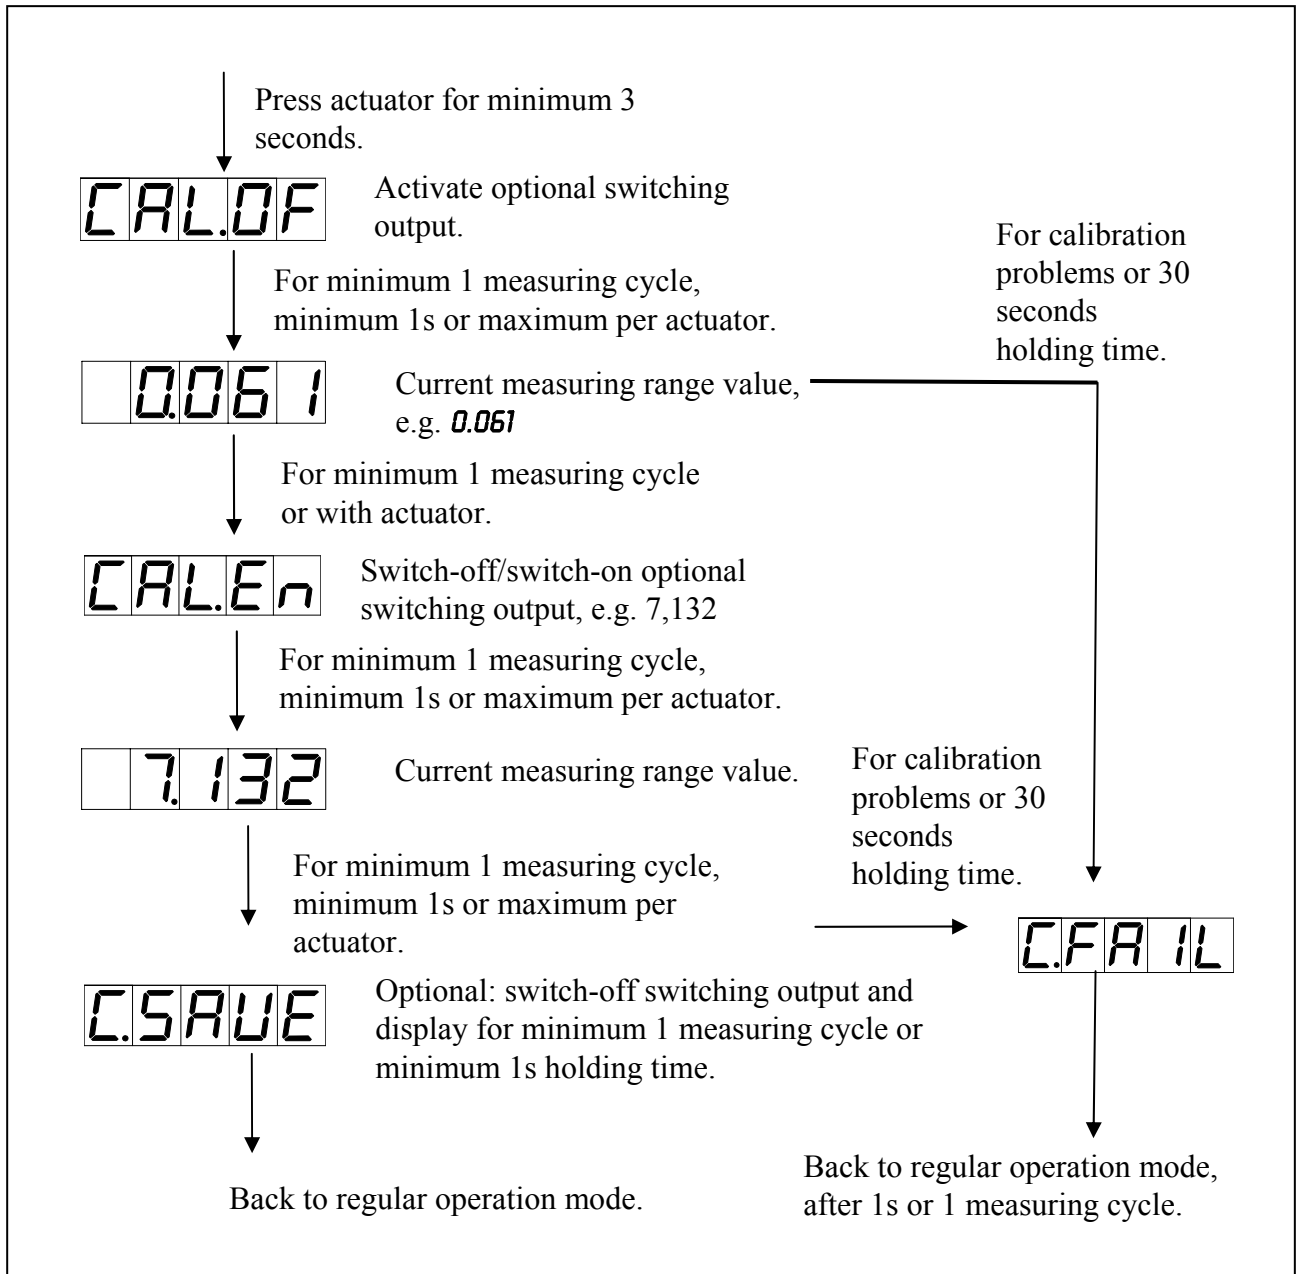 Press actuator for minimum 3
seconds.
CAL.OF
Activate optional switching
output.
For minimum 1 measuring cycle,
minimum 1s or maximum per actuator.
For calibration
problems or 30
seconds
holding time.
0.061
Current measuring range value,
e.g. 0.061
For minimum 1 measuring cycle
or with actuator.
CAL.En
Switch-off/switch-on optional
switching output, e.g. 7,132
For minimum 1 measuring cycle,
minimum 1s or maximum per actuator.
7.132
Current measuring range value.
For calibration
problems or 30
seconds
holding time.
For minimum 1 measuring cycle,
minimum 1s or maximum per
actuator.
C.FAIL
C.SAVE
Optional: switch-off switching output and
display for minimum 1 measuring cycle or
minimum 1s holding time.
Back to regular operation mode.
Back to regular operation mode,
after 1s or 1 measuring cycle.